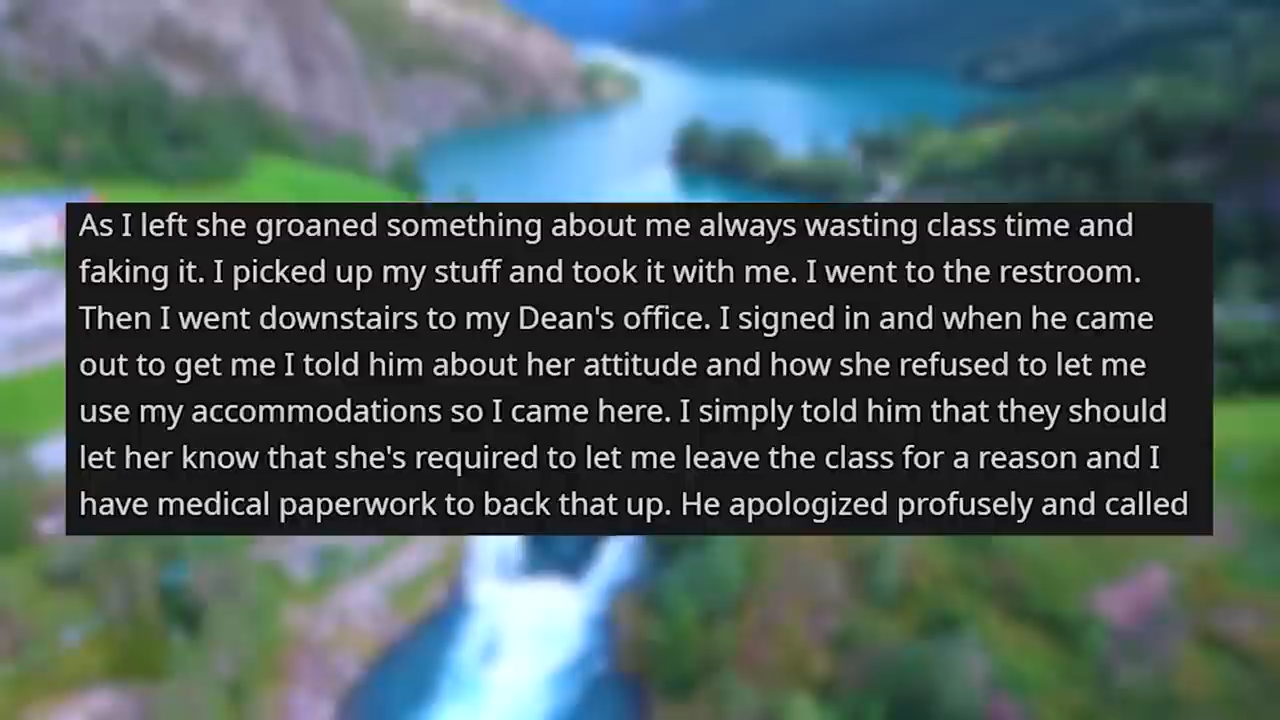 As I left she groaned something about me always wasting class time and
faking it. I picked up my stuff and took it with me. I went to the restroom.
Then I went downstairs to my Dean's office. I signed in and when he came
out to get me I told him about her attitude and how she refused to let me
use my accommodations so I came here. I simply told him that they should
let her know that she's required to let me leave the class for a reason and I
have medical paperwork to back that up. He apologized profusely and called